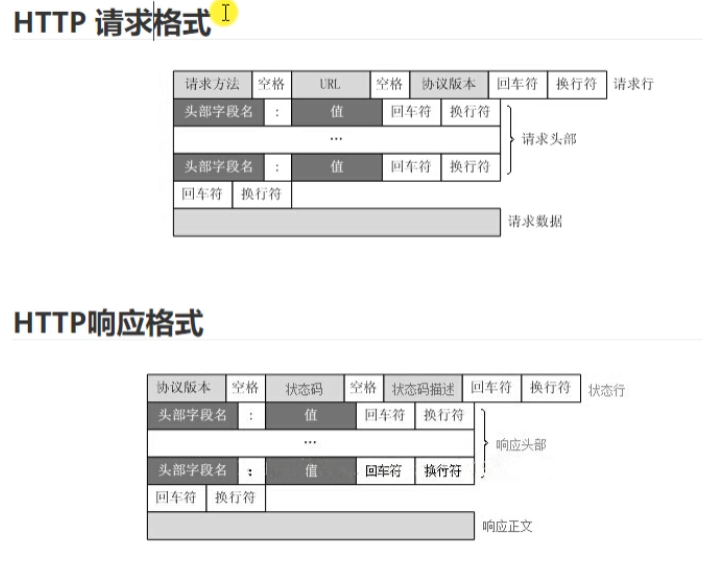 HTTP 请求格式
请求方法 空格 URL 空格 协议版本 回车符 换行符 请求行
头部字段名 : 值 回车符 换行符
... 请求头部
头部字段名 : 值 回车符 换行符
回车符 换行符
请求数据
HTTP响应格式
协议版本 空格 状态码 空格 状态码描述 回车符 换行符 状态行
头部字段名 : 值 回车符 换行符
... 响应头部
头部字段名 : 值 回车符 换行符
回车符 换行符
响应正文